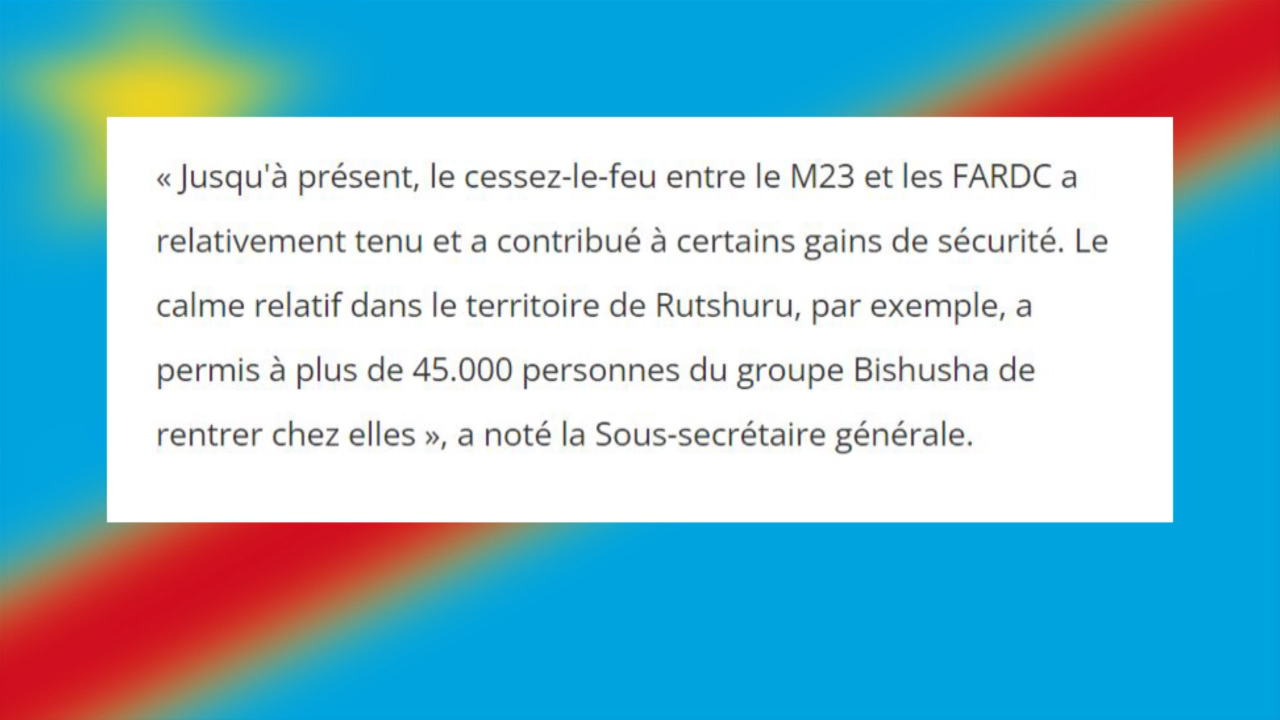 « Jusqu'à présent, le cessez-le-feu entre le M23 et les FARDC a
relativement tenu et a contribué à certains gains de sécurité. Le
calme relatif dans le territoire de Rutshuru, par exemple, a
permis à plus de 45.000 personnes du groupe Bishusha de
rentrer chez elles », a noté la Sous-secrétaire générale.